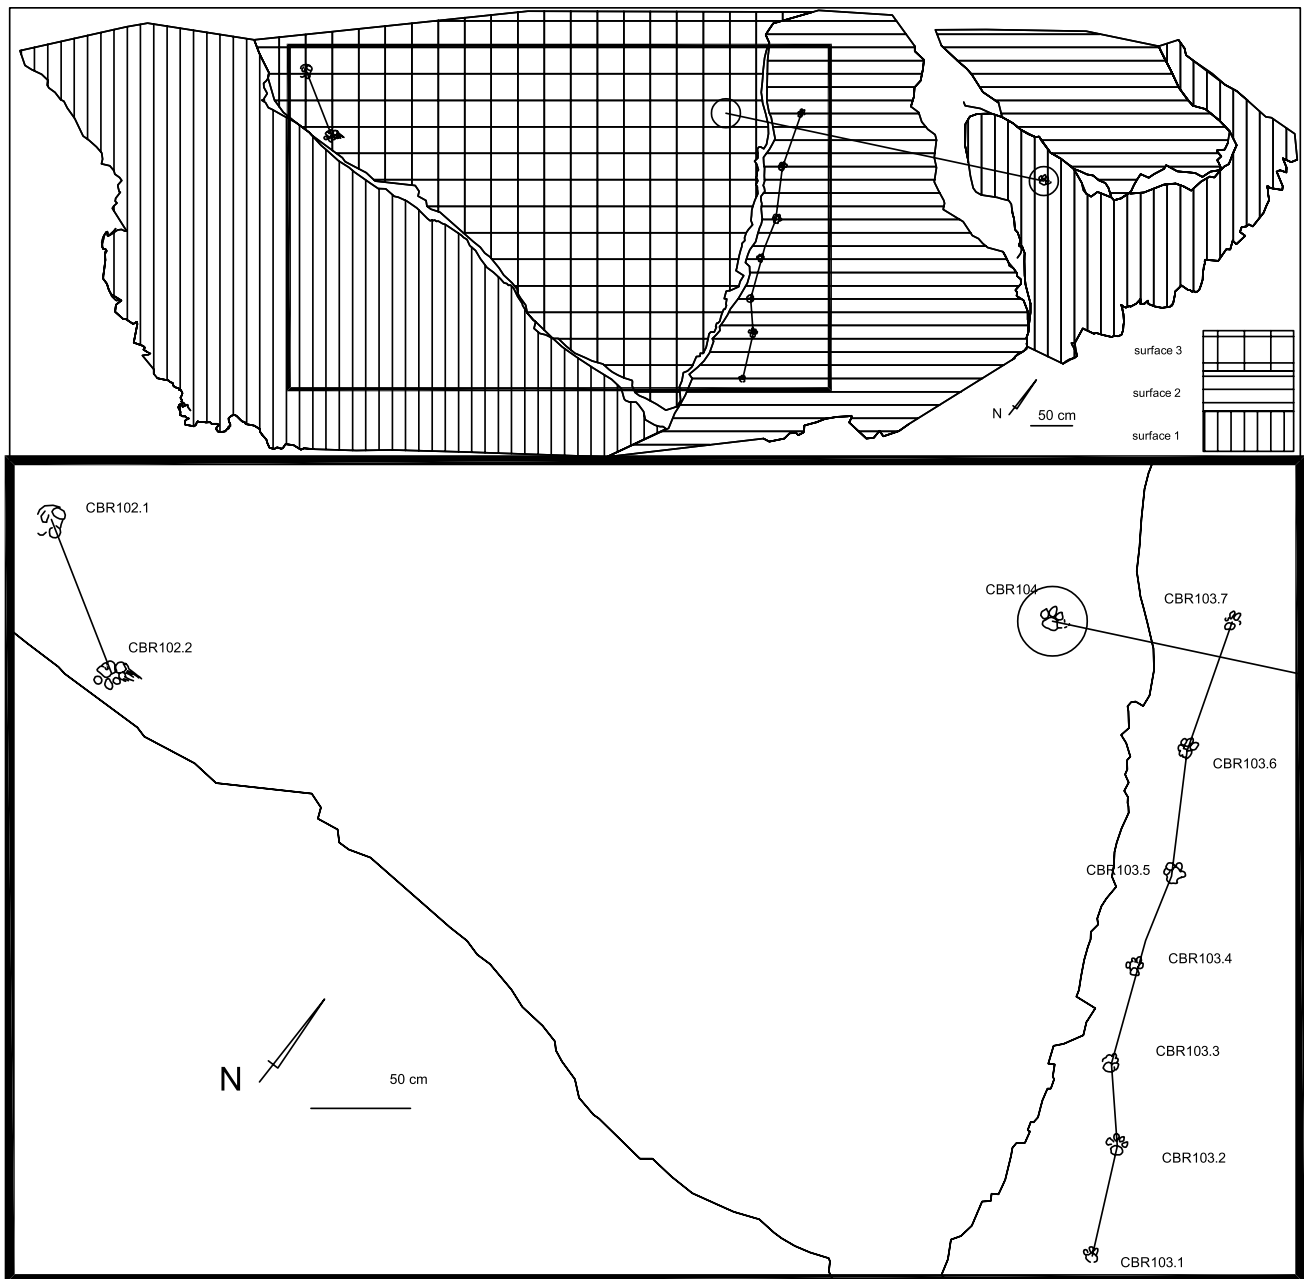 surface 3
surface 2
N
50 cm
surface 1
CBR102.1
CBR104
CBR103.7
CBR102.2
CBR103.6
CBR103.5
CBR103.4
CBR103.3
N
50 cm
CBR103.2
CBR103.1